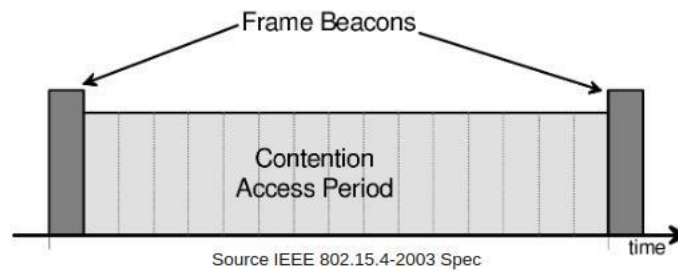 Frame Beacons
Contention
Access Period
time
Source IEEE 802.15.4-2003 Spec